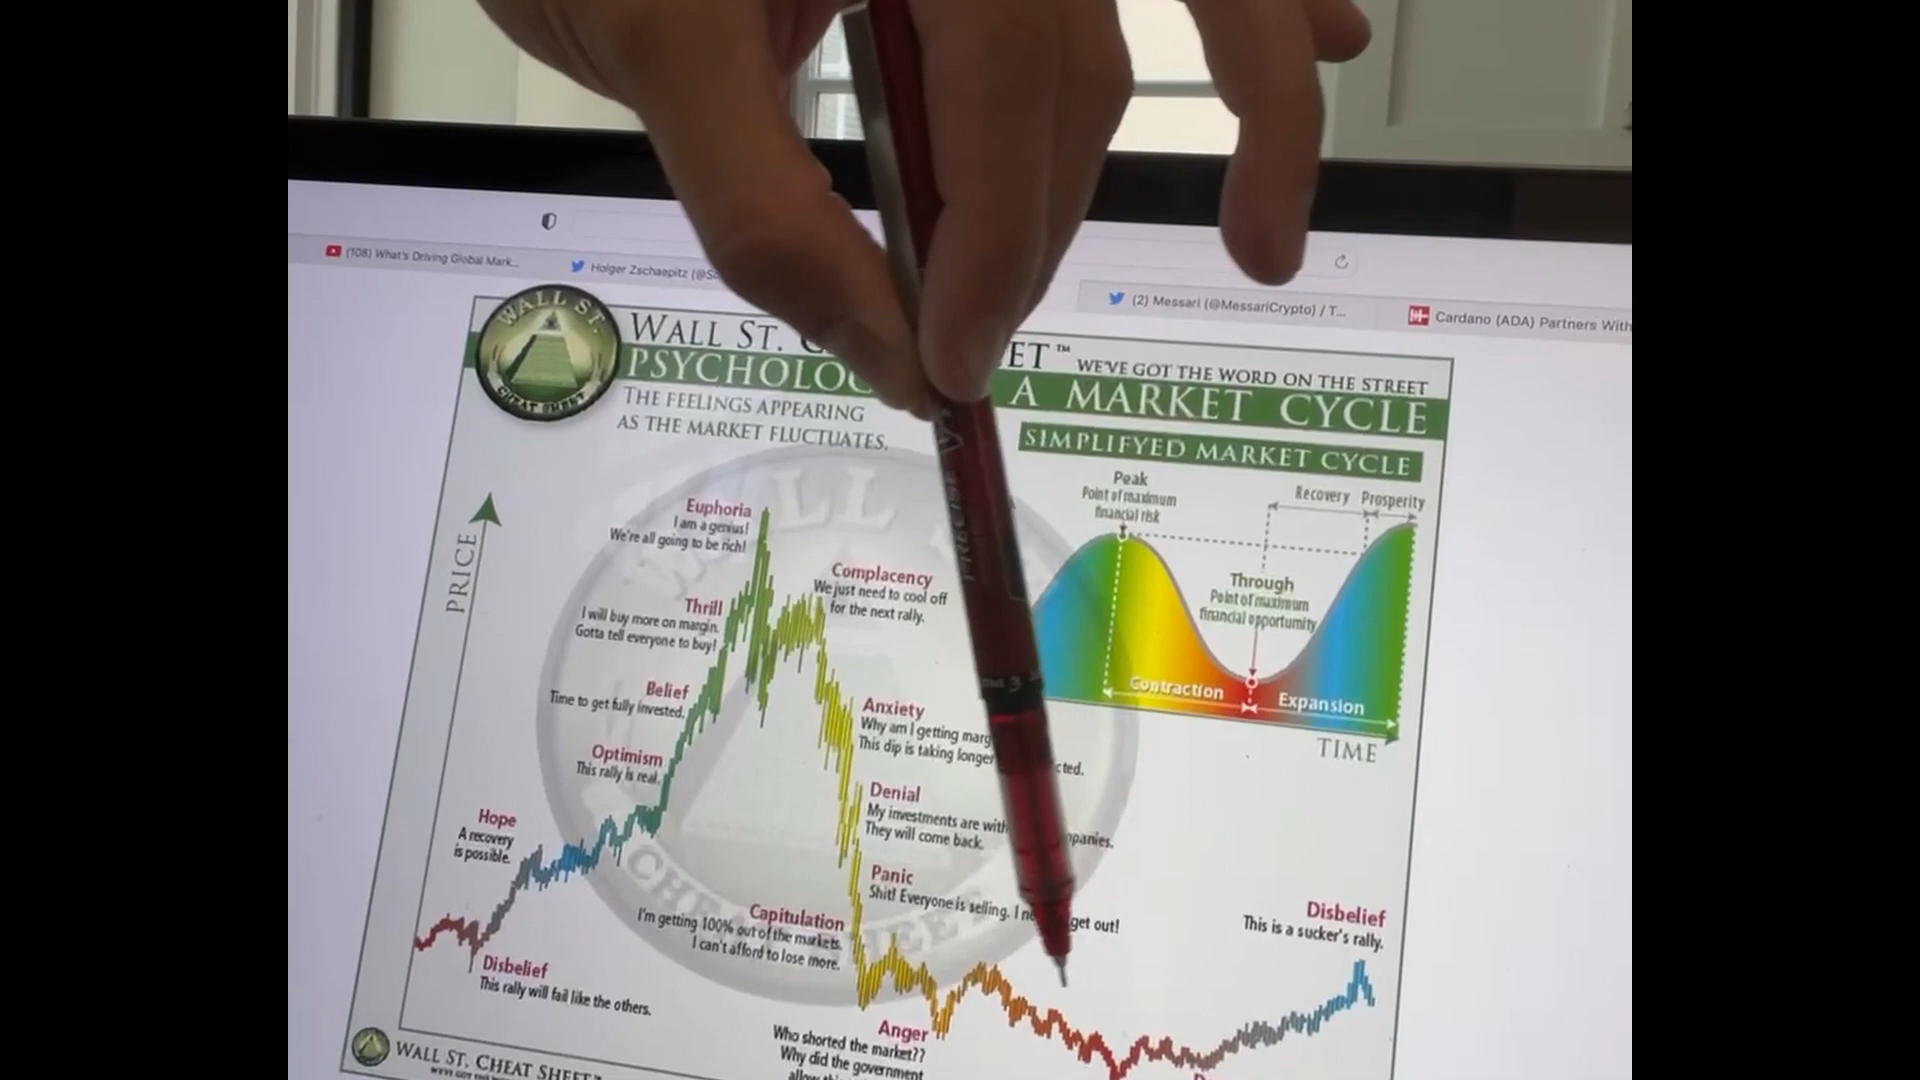 (108) What's Driving Global Mark...
Holger Zschaepitz (@S
(2) Messari (@MessariCrypto) / T...
Cardano (ADA) Partners With
WALL ST.
CHEAT SHEET
WALL ST. ET™ WE'VE GOT THE WORD ON THE STREET
PSYCHOLO A MARKET CYCLE
THE FEELINGS APPEARING
AS THE MARKET FLUCTUATES.
SIMPLIFYED MARKET CYCLE
Peak
Point of maximum
financial risk
Recovery
Prosperity
Through
Point of maximum
financial opportunity
Contraction
Expansion
TIME
PRICE
Euphoria
I am a genius!
We're all going to be rich!
Complacency
We just need to cool off
for the next rally.
Thrill
I will buy more on margin.
Gotta tell everyone to buy!
Belief
Time to get fully invested.
Anxiety
Why am I getting marg
This dip is taking longer cted.
Optimism
This rally is real.
Denial
My investments are with panies.
They will come back.
Hope
A recovery
is possible.
Panic
Shit! Everyone is selling. I ne get out!
Capitulation
I'm getting 100% out of the markets.
I can't afford to lose more.
Disbelief
This is a sucker's rally.
Disbelief
This rally will fail like the others.
Anger
Who shorted the market??
Why did the government
WALL ST. CHEAT SHEET™
PRECISE V5